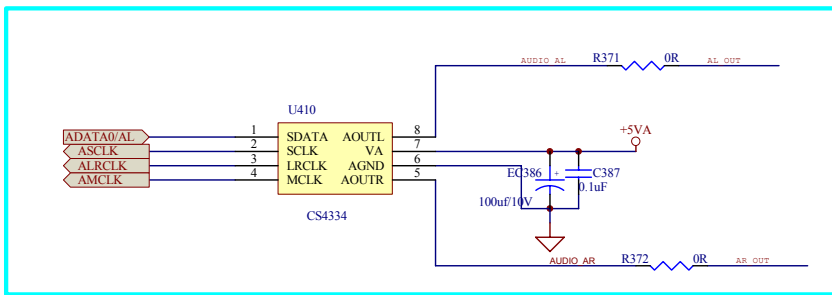 AUDIO AL R371 0R AL OUT
U410
+5VA
ADATA0/AL 1 SDATA AOUTL 8
ASCLK 2 SCLK VA 7
ALRCLK 3 LRCLK AGND 6
AMCLK 4 MCLK AOUTR 5
EC386 + C387
100uf/10V 0.1uF
CS4334
AUDIO AR R372 0R AR OUT